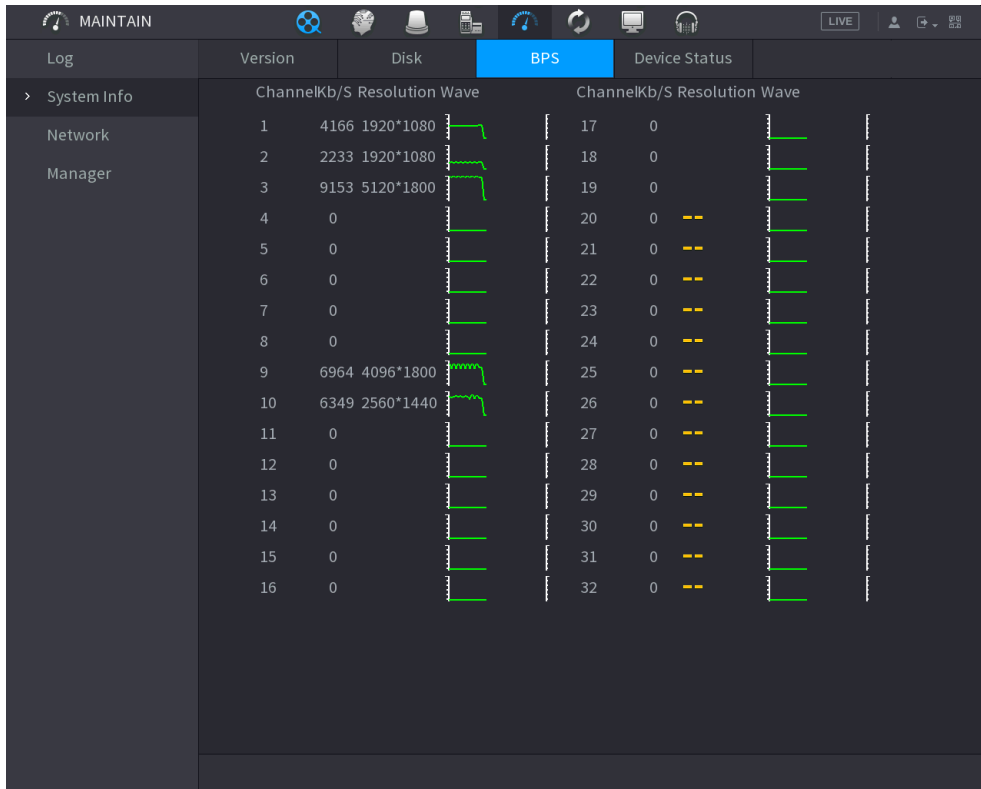 MAINTAIN LIVE
Log
System Info
Network
Manager
Version Disk BPS Device Status
ChannelKb/S Resolution Wave ChannelKb/S Resolution Wave
1 4166 1920*1080 17 0
2 2233 1920*1080 18 0
3 9153 5120*1800 19 0
4 0 20 0 --
5 0 21 0 --
6 0 22 0 --
7 0 23 0 --
8 0 24 0 --
9 6964 4096*1800 25 0 --
10 6349 2560*1440 26 0 --
11 0 27 0 --
12 0 28 0 --
13 0 29 0 --
14 0 30 0 --
15 0 31 0 --
16 0 32 0 --